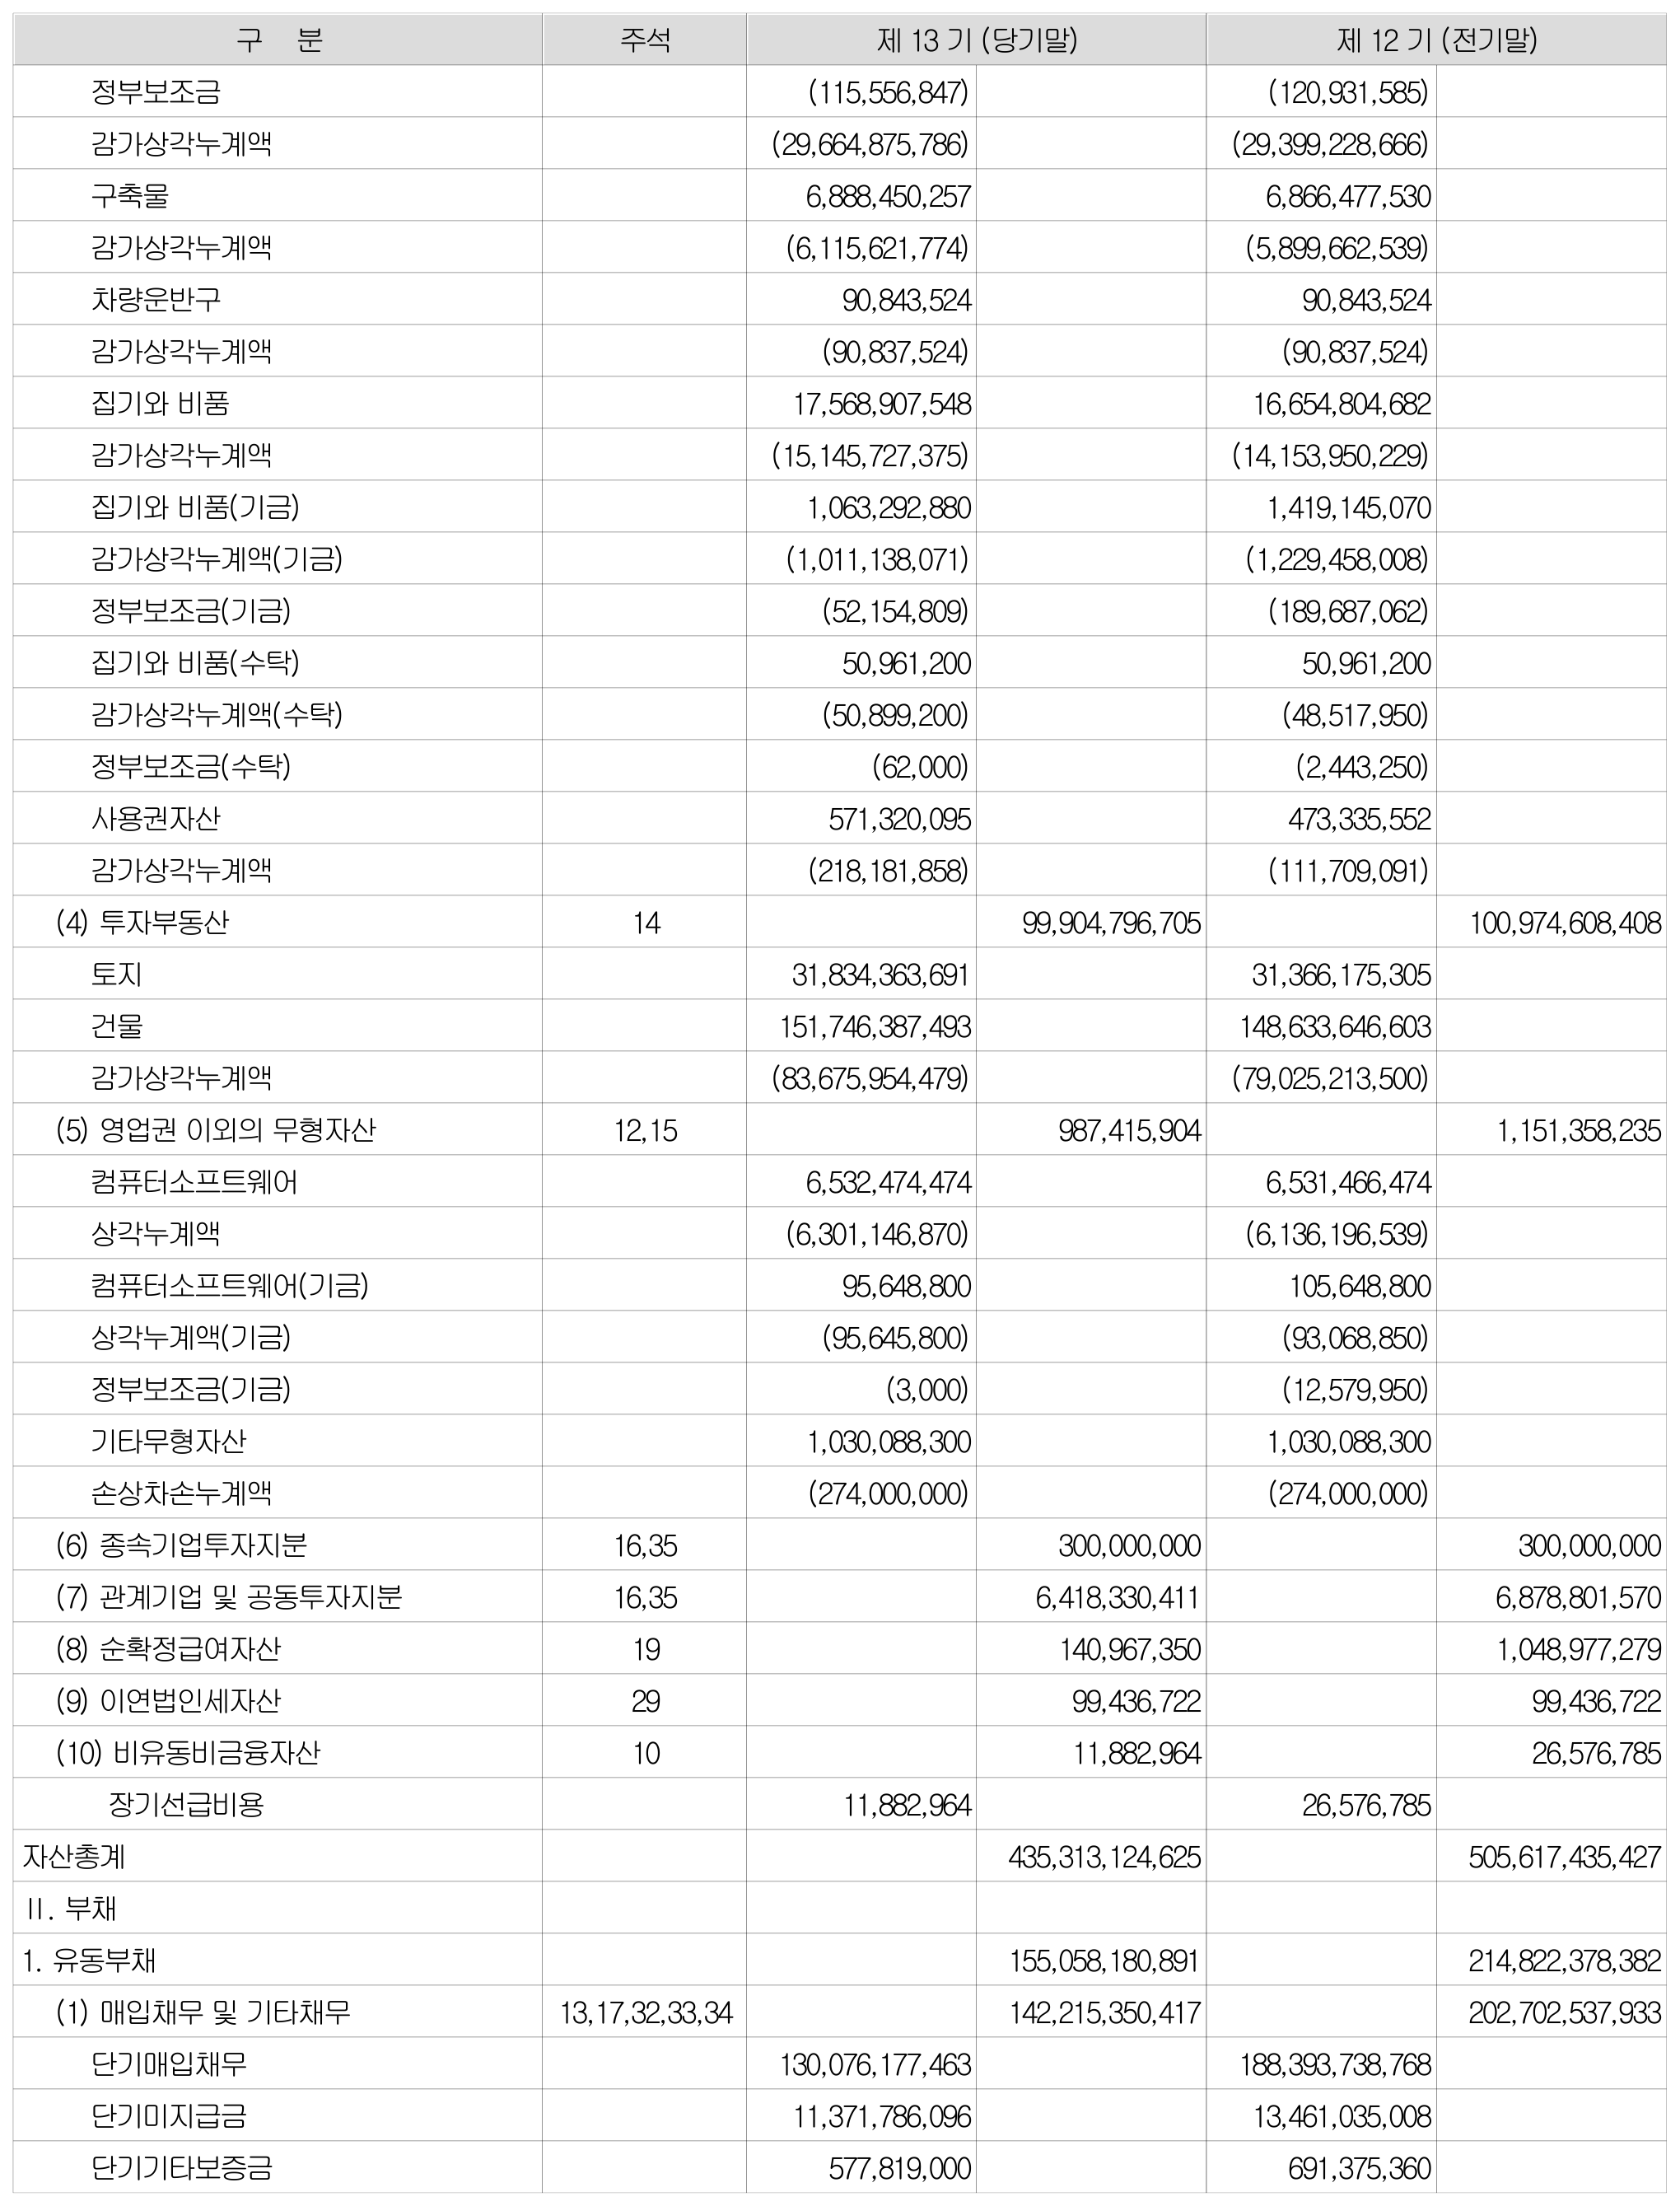 구 분 주석 제 13 기 (당기말) 제 12 기 (전기말)
정부보조금 (115,556,847) (120,931,585)
감가상각누계액 (29,664,875,786) (29,399,228,666)
구축물 6,888,450,257 6,866,477,530
감가상각누계액 (6,115,621,774) (5,899,662,539)
차량운반구 90,843,524 90,843,524
감가상각누계액 (90,837,524) (90,837,524)
집기와 비품 17,568,907,548 16,654,804,682
감가상각누계액 (15,145,727,375) (14,153,950,229)
집기와 비품(기금) 1,063,292,880 1,419,145,070
감가상각누계액(기금) (1,011,138,071) (1,229,458,008)
정부보조금(기금) (52,154,809) (189,687,062)
집기와 비품(수탁) 50,961,200 50,961,200
감가상각누계액(수탁) (50,899,200) (48,517,950)
정부보조금(수탁) (62,000) (2,443,250)
사용권자산 571,320,095 473,335,552
감가상각누계액 (218,181,858) (111,709,091)
(4) 투자부동산 14 99,904,796,705 100,974,608,408
토지 31,834,363,691 31,366,175,305
건물 151,746,387,493 148,633,646,603
감가상각누계액 (83,675,954,479) (79,025,213,500)
(5) 영업권 이외의 무형자산 12,15 987,415,904 1,151,358,235
컴퓨터소프트웨어 6,532,474,474 6,531,466,474
상각누계액 (6,301,146,870) (6,136,196,539)
컴퓨터소프트웨어(기금) 95,648,800 105,648,800
상각누계액(기금) (95,645,800) (93,068,850)
정부보조금(기금) (3,000) (12,579,950)
기타무형자산 1,030,088,300 1,030,088,300
손상차손누계액 (274,000,000) (274,000,000)
(6) 종속기업투자지분 16,35 300,000,000 300,000,000
(7) 관계기업 및 공동투자지분 16,35 6,418,330,411 6,878,801,570
(8) 순확정급여자산 19 140,967,350 1,048,977,279
(9) 이연법인세자산 29 99,436,722 99,436,722
(10) 비유동비금융자산 10 11,882,964 26,576,785
장기선급비용 11,882,964 26,576,785
자산총계 435,313,124,625 505,617,435,427
Ⅱ. 부채
1. 유동부채 155,058,180,891 214,822,378,382
(1) 매입채무 및 기타채무 13,17,32,33,34 142,215,350,417 202,702,537,933
단기매입채무 130,076,177,463 188,393,738,768
단기미지급금 11,371,786,096 13,461,035,008
단기기타보증금 577,819,000 691,375,360